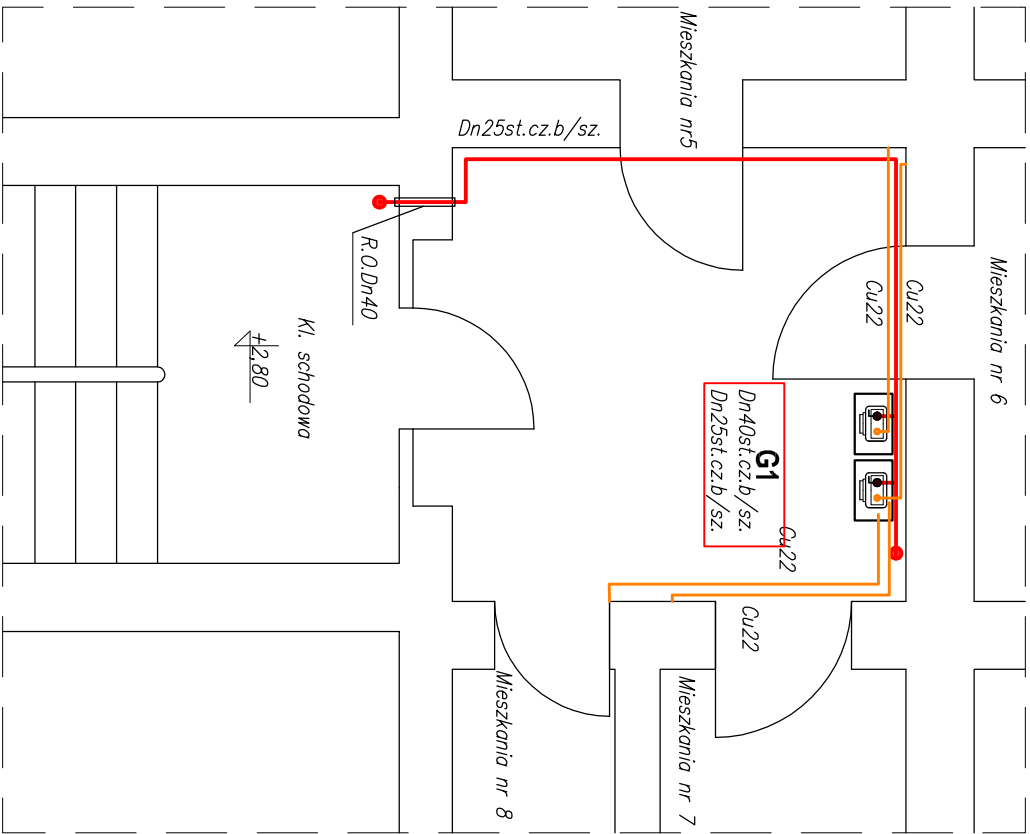 Mieszkania nr5
Dn25st.cz.b/sz.
R.O.Dn40
Kl. schodowa
+2,80
Cu22
Cu22
Mieszkania nr 6
G1
Dn40st.cz.b/sz.
Dn25st.cz.b/sz.
Cu22
Cu22
Mieszkania nr 7
Mieszkania nr 8